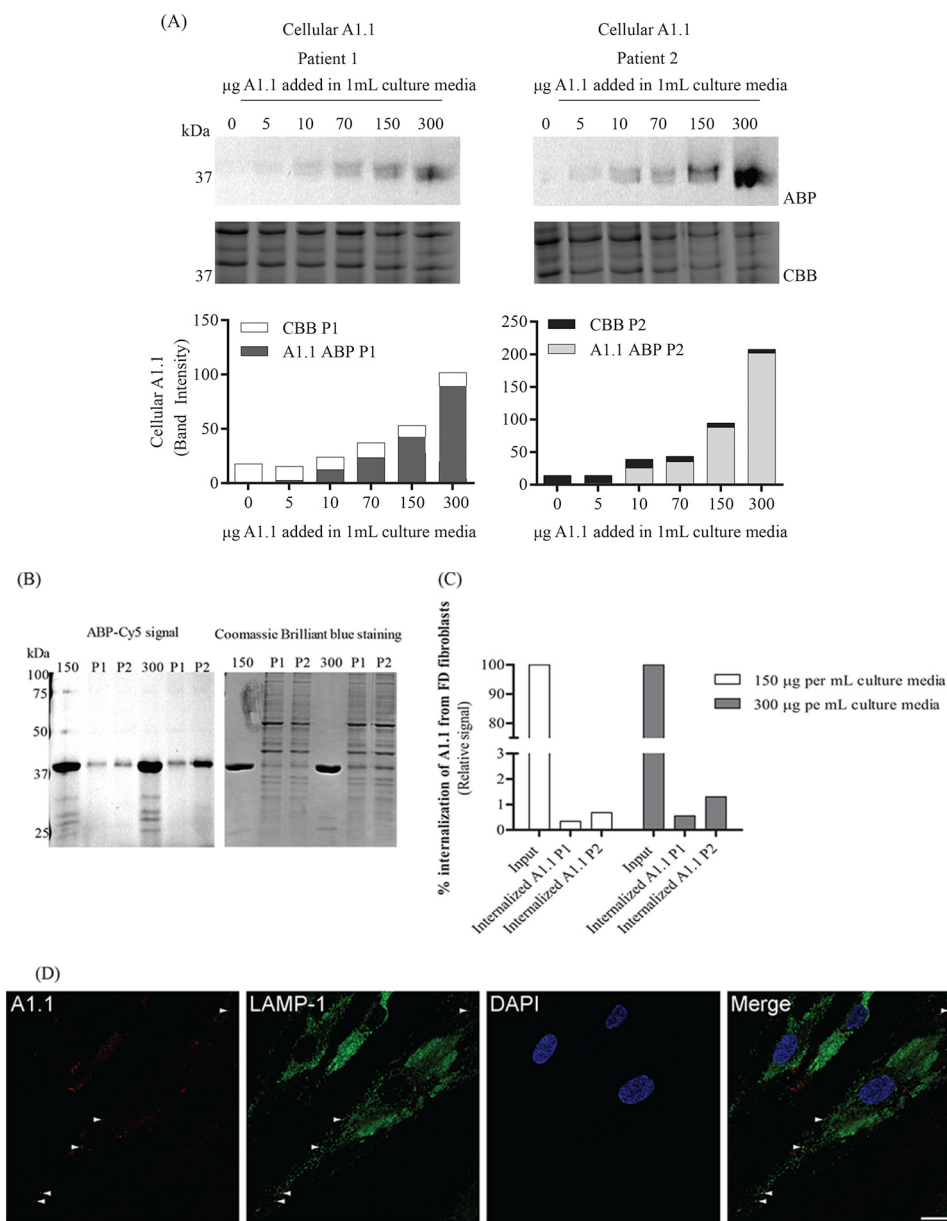 (A)
Cellular A1.1
Patient 1
µg A1.1 added in 1mL culture media
kDa
0 5 10 70 150 300
37
37
Cellular A1.1
Patient 2
µg A1.1 added in 1mL culture media
0 5 10 70 150 300
ABP
CBB
Cellular A1.1
(Band Intensity)
150
100
50
0
CBB P1
A1.1 ABP P1
0 5 10 70 150 300
µg A1.1 added in 1mL culture media
250
200
150
100
50
0
CBB P2
A1.1 ABP P2
0 5 10 70 150 300
µg A1.1 added in 1mL culture media
(B)
ABP-Cy5 signal
kDa
150 P1 P2 300 P1 P2
100
75
50
37
25
Coomassie Brilliant blue staining
150 P1 P2 300 P1 P2
(C)
% internalization of A1.1 from FD fibroblasts
(Relative signal)
100
90
80
3
2
1
0
Input
Internalized A1.1 P1
Internalized A1.1 P2
Input
Internalized A1.1 P1
Internalized A1.1 P2
150 µg per mL culture media
300 µg pe mL culture media
(D)
A1.1
LAMP-1
DAPI
Merge